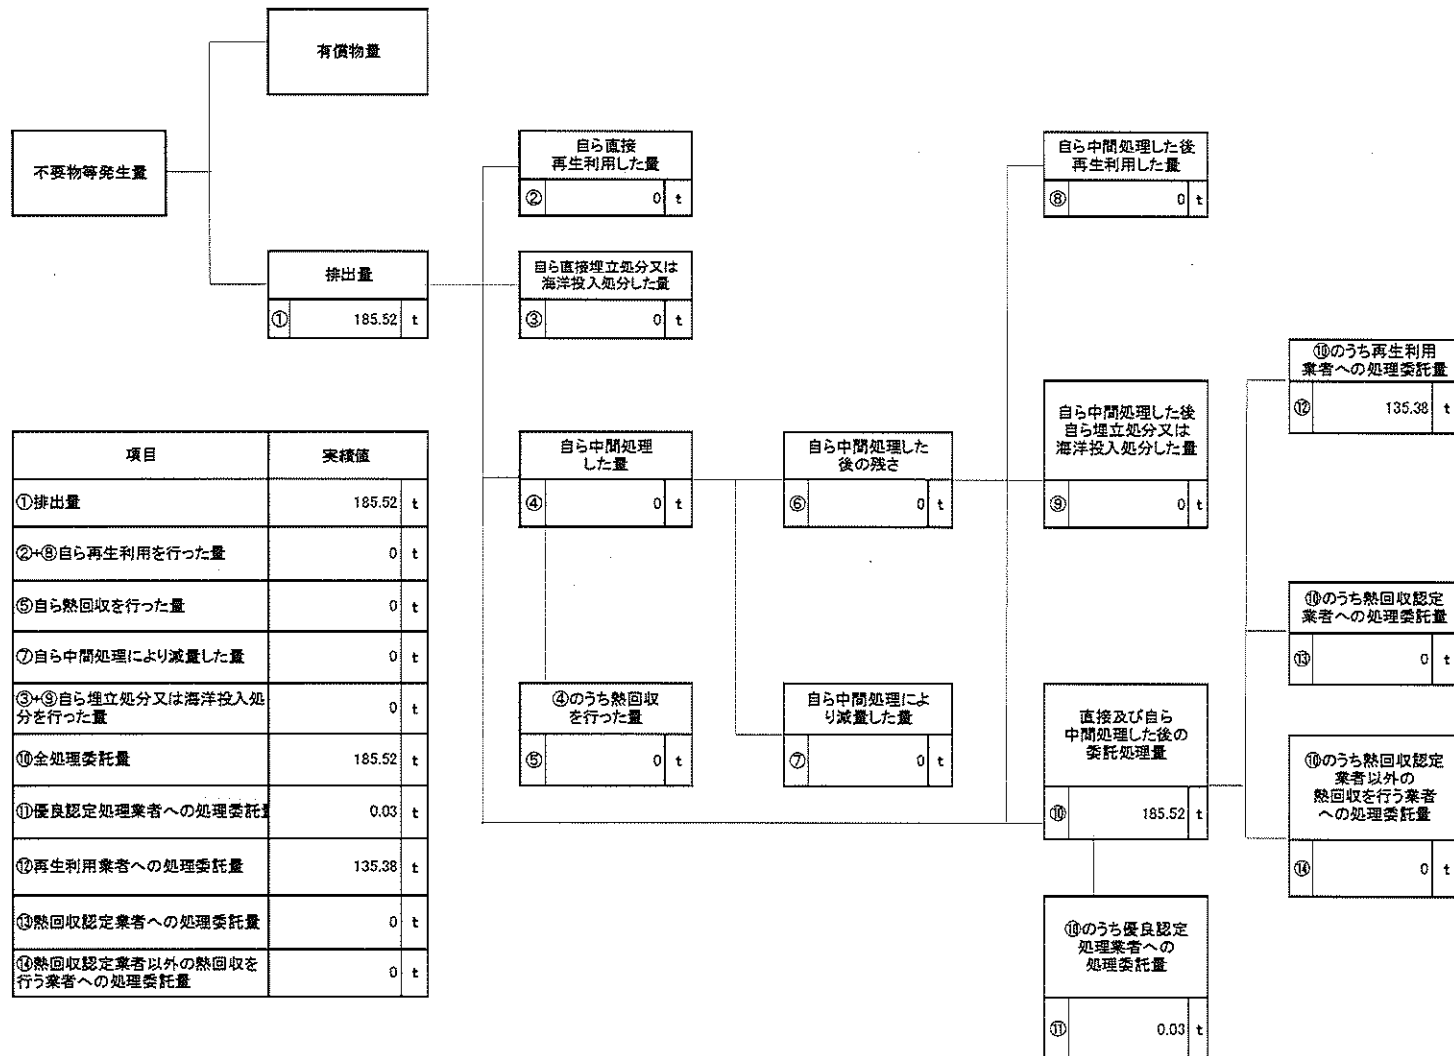 有償物量
不要物等発生量
排出量
① 185.52 t
自ら直接
再生利用した量
② 0 t
自ら直接埋立処分又は
海洋投入処分した量
③ 0 t
自ら中間処理
した量
④ 0 t
④のうち熱回収
を行った量
⑤ 0 t
自ら中間処理した
後の残さ
⑥ 0 t
自ら中間処理によ
り減量した量
⑦ 0 t
自ら中間処理した後
再生利用した量
⑧ 0 t
自ら中間処理した後
自ら埋立処分又は
海洋投入処分した量
⑨ 0 t
直接及び自ら
中間処理した後の
委託処理量
⑩ 185.52 t
⑩のうち優良認定
処理業者への
処理委託量
⑪ 0.03 t
⑩のうち再生利用
業者への処理委託量
⑫ 135.38 t
⑩のうち熱回収認定
業者への処理委託量
⑬ 0 t
⑩のうち熱回収認定
業者以外の
熱回収を行う業者
への処理委託量
⑭ 0 t
項目 実績値
①排出量 185.52 t
②+⑧自ら再生利用を行った量 0 t
⑤自ら熱回収を行った量 0 t
⑦自ら中間処理により減量した量 0 t
③+⑨自ら埋立処分又は海洋投入処
分を行った量 0 t
⑩全処理委託量 185.52 t
⑪優良認定処理業者への処理委託 0.03 t
⑫再生利用業者への処理委託量 135.38 t
⑬熱回収認定業者への処理委託量 0 t
⑭熱回収認定業者以外の熱回収を
行う業者への処理委託量 0 t